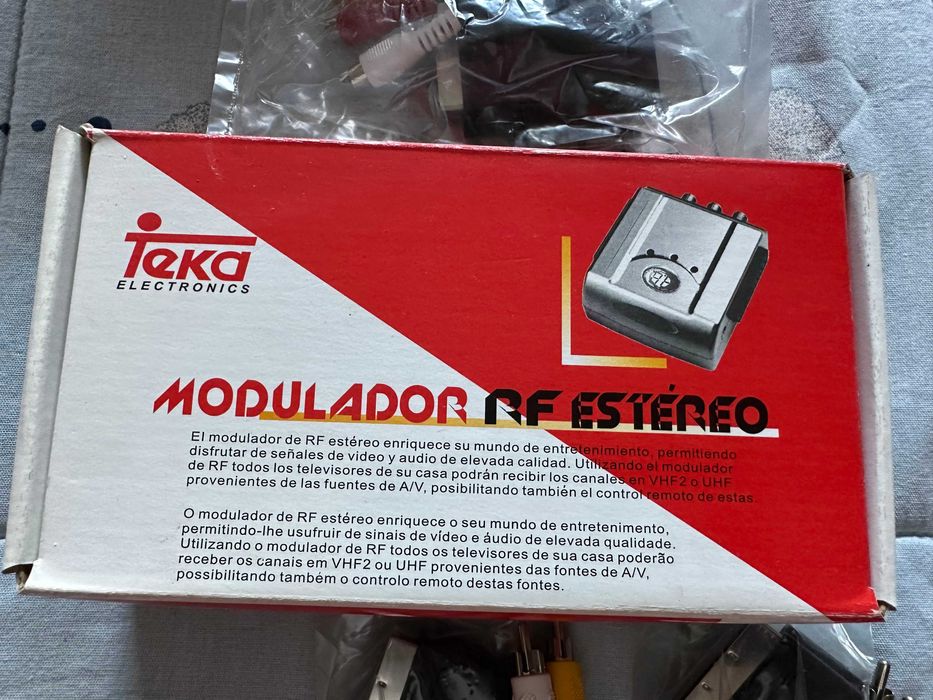 Teka
ELECTRONICS
MODULADOR RF ESTÉREO
El modulador de RF estéreo enriquece su mundo de entretenimiento, permitiendo
disfrutar de señales de video y audio de elevada calidad. Utilizando el modulador
de RF todos los televisores de su casa podrán recibir los canales en VHF2 o UHF
provenientes de las fuentes de A/V, posibilitando también el control remoto de estas.
O modulador de RF estéreo enriquece o seu mundo de entretenimento,
permitindo-lhe usufruir de sinais de vídeo e áudio de elevada qualidade.
Utilizando o modulador de RF todos os televisores de sua casa poderão
receber os canais em VHF2 ou UHF provenientes das fontes de A/V,
possibilitando também o controlo remoto destas fontes.